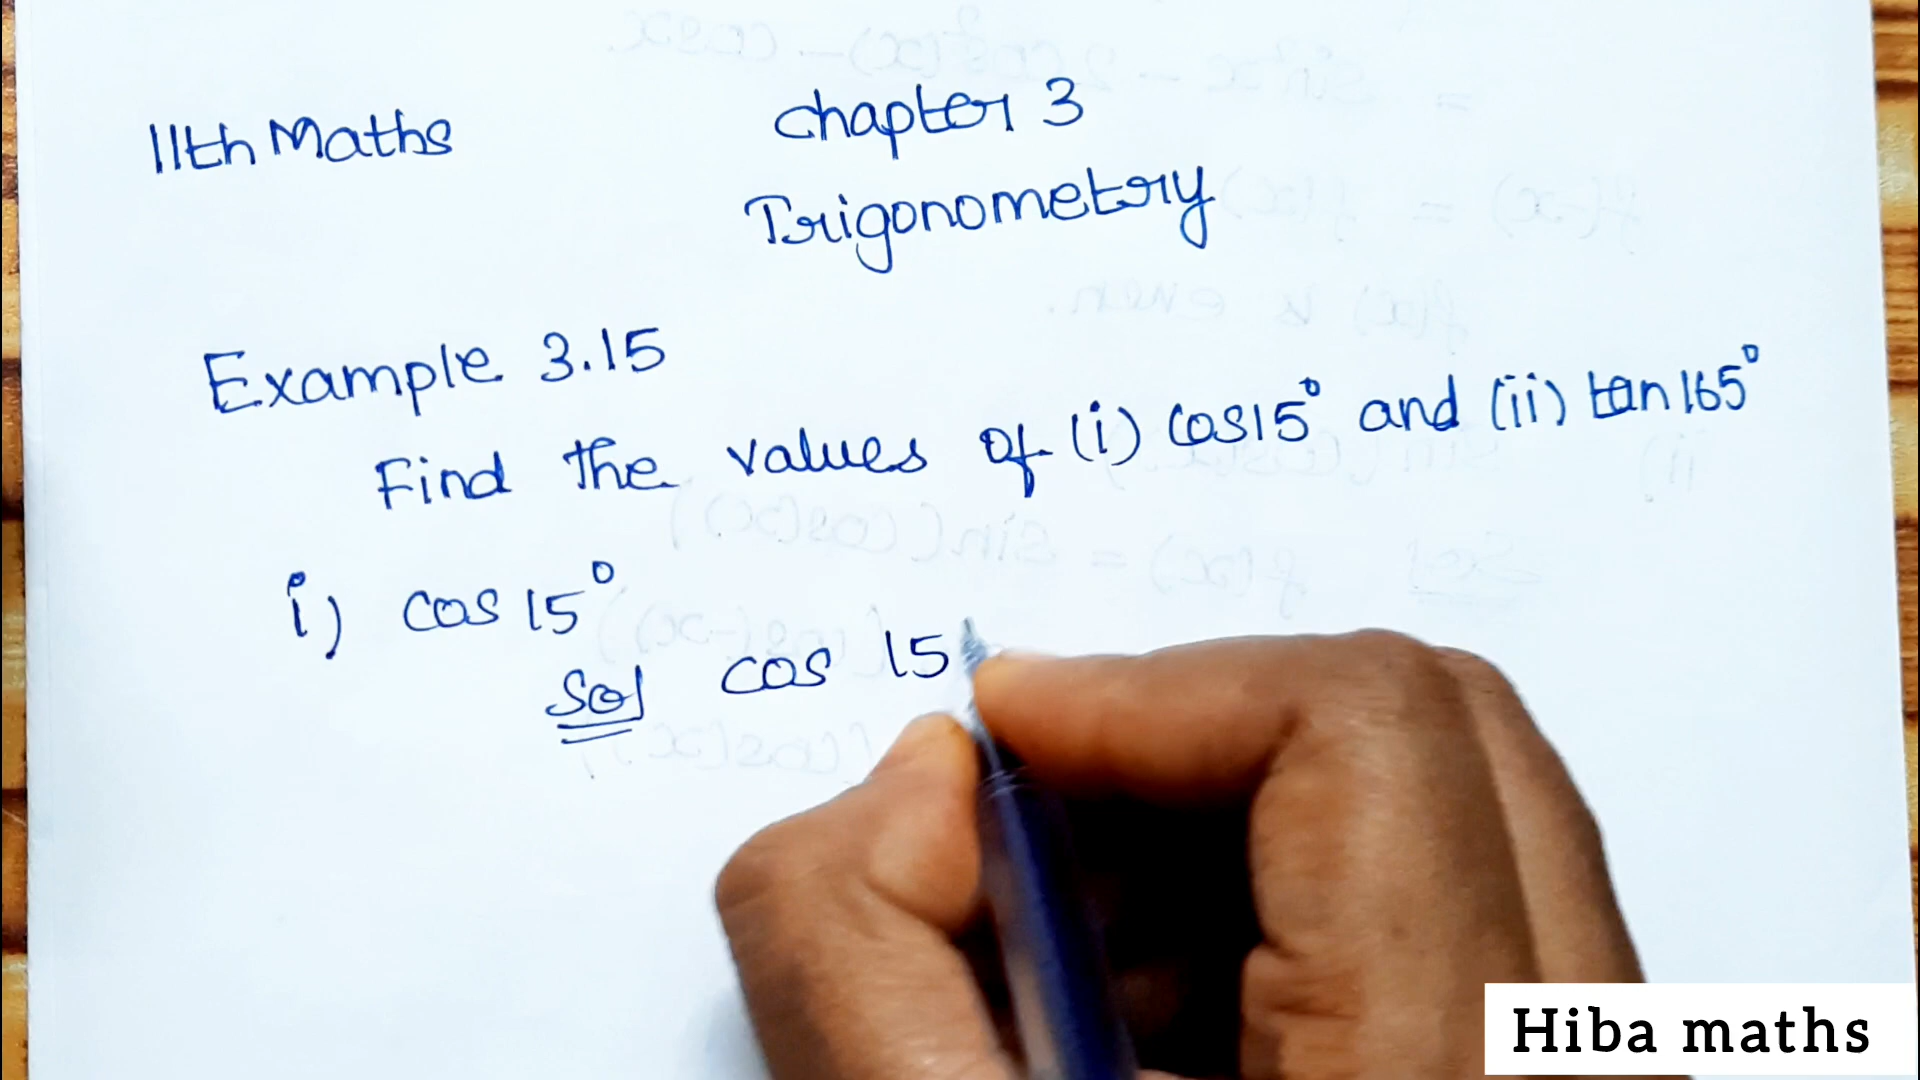 11th Maths
Chapter 3
Trigonometry
Example 3.15
Find the values of (i) cos15° and (ii) tan165°
i) cos 15°
Sol cos 15
Hiba maths